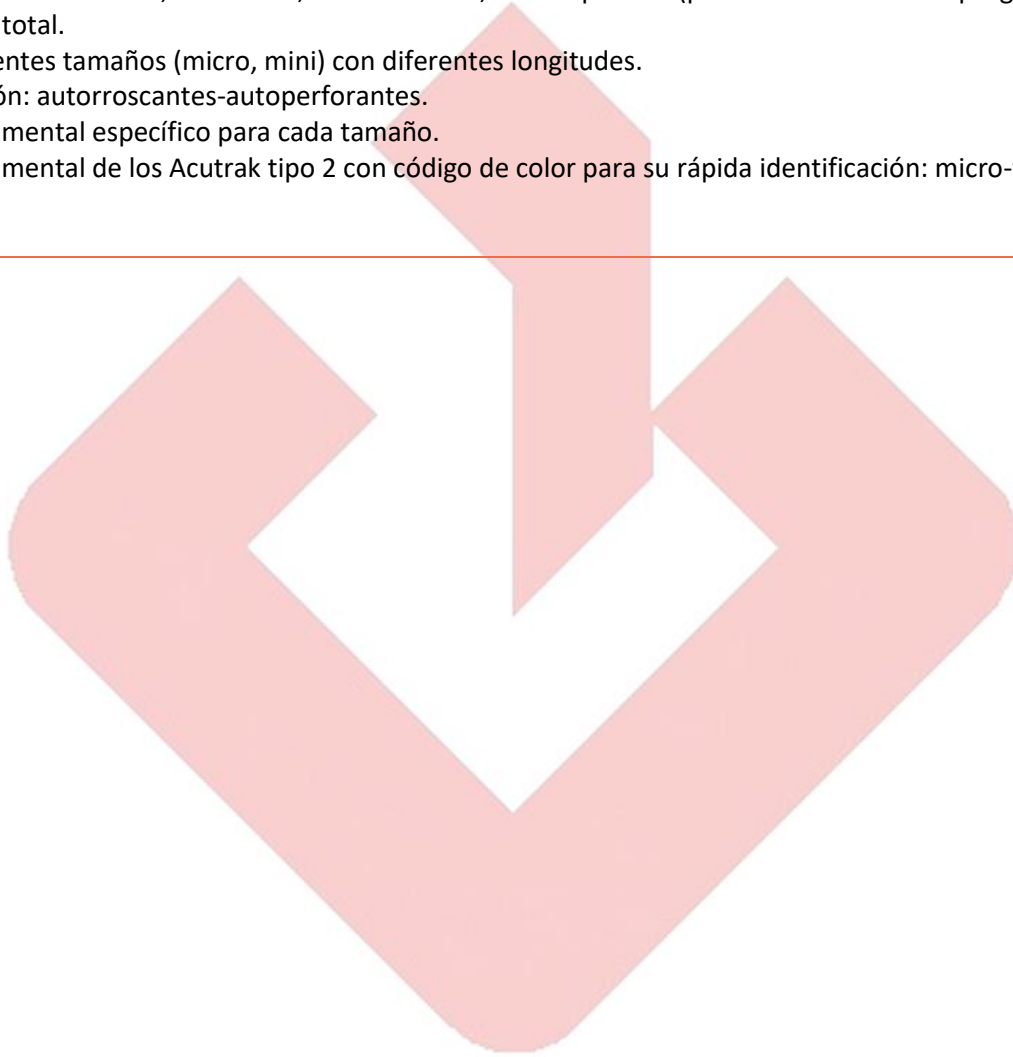 total.
entes tamaños (micro, mini) con diferentes longitudes.
ón: autorroscantes-autoperforantes.
mental específico para cada tamaño.
mental de los Acutrak tipo 2 con código de color para su rápida identificación: micro-